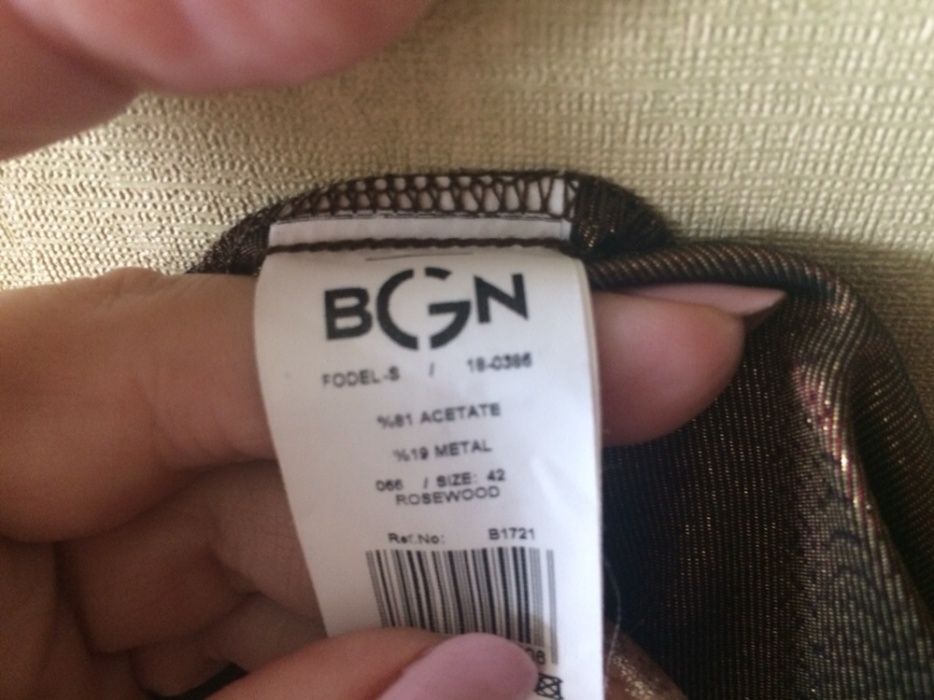 BGN
FODEL-S / 18-0386
%81 ACETATE
%19 METAL
066 / SIZE: 42
ROSEWOOD
Ref.No: B1721